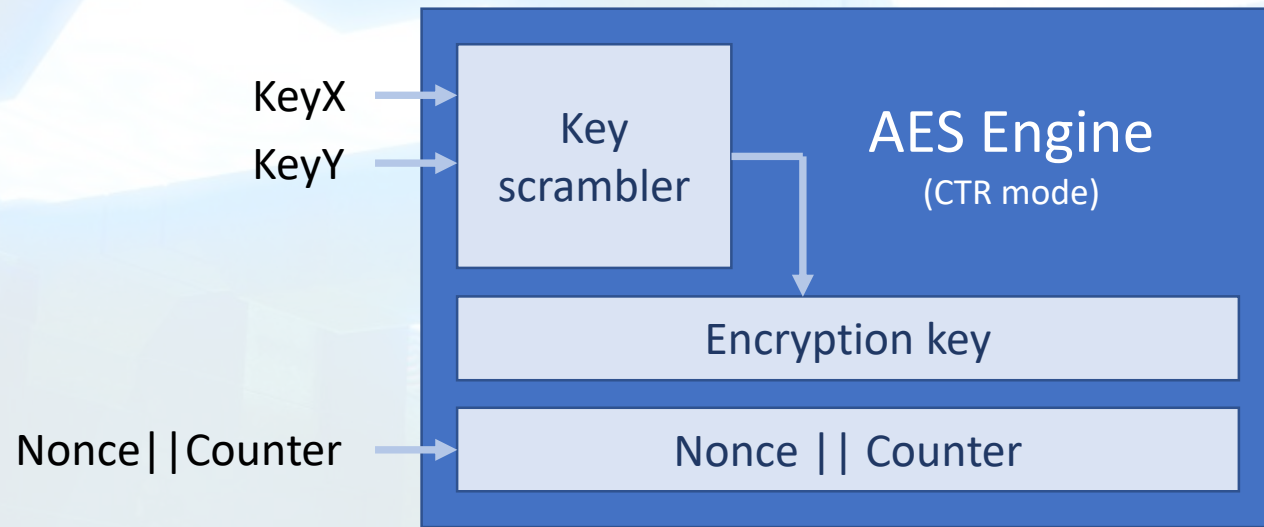 KeyX
KeyY
Key
scrambler
AES Engine
(CTR mode)
Encryption key
Nonce||Counter
Nonce || Counter